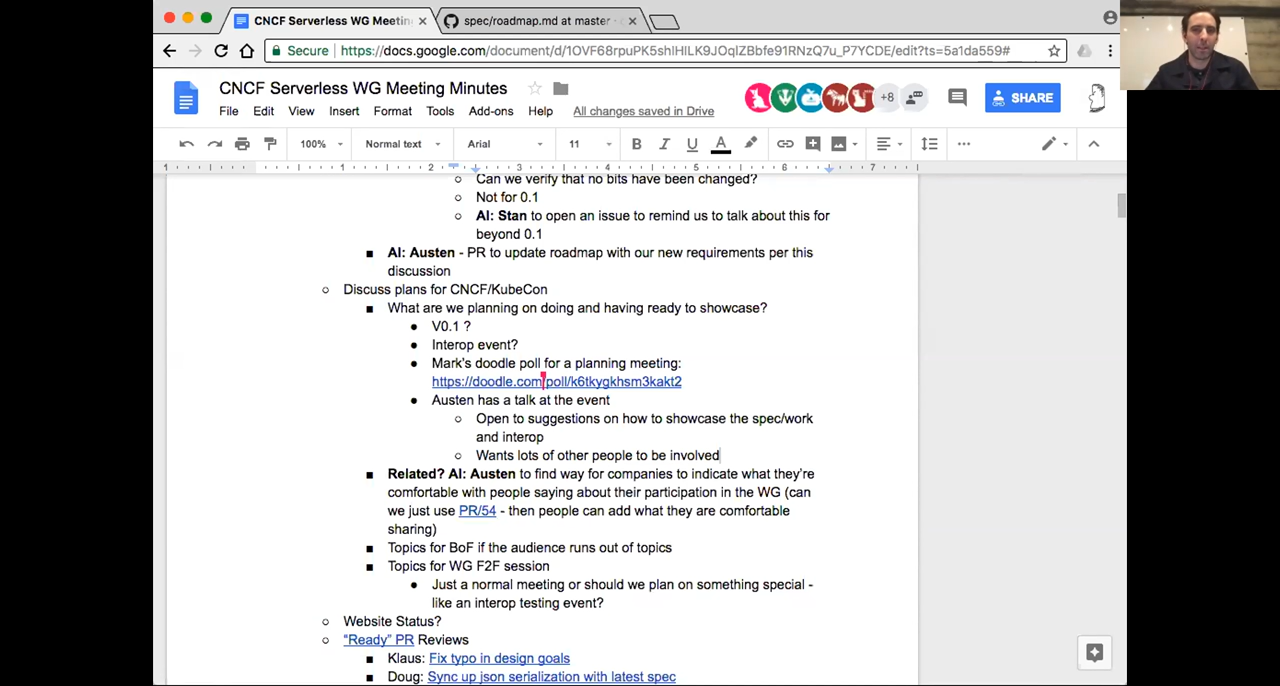 CNCF Serverless WG Meetin
spec/roadmap.md at master
Secure
https://docs.google.com/document/d/1OVF68rpuPK5shIHILK9JOqlZBbfe91RNzQ7u_P7YCDE/edit?ts=5a1da559#
CNCF Serverless WG Meeting Minutes
+8
SHARE
File Edit View Insert Format Tools Add-ons Help All changes saved in Drive
100% Normal text Arial 11 B I U A
1 2 3 4 5 6 7
○ Can we verify that no bits have been changed?
○ Not for 0.1
○ AI: Stan to open an issue to remind us to talk about this for
beyond 0.1
■ AI: Austen - PR to update roadmap with our new requirements per this
discussion
○ Discuss plans for CNCF/KubeCon
■ What are we planning on doing and having ready to showcase?
● V0.1 ?
● Interop event?
● Mark's doodle poll for a planning meeting:
https://doodle.com/poll/k6tkygkhsm3kakt2
● Austen has a talk at the event
○ Open to suggestions on how to showcase the spec/work
and interop
○ Wants lots of other people to be involved
■ Related? AI: Austen to find way for companies to indicate what they're
comfortable with people saying about their participation in the WG (can
we just use PR/54 - then people can add what they are comfortable
sharing)
■ Topics for BoF if the audience runs out of topics
■ Topics for WG F2F session
● Just a normal meeting or should we plan on something special -
like an interop testing event?
○ Website Status?
○ “Ready” PR Reviews
■ Klaus: Fix typo in design goals
■ Doug: Sync up json serialization with latest spec